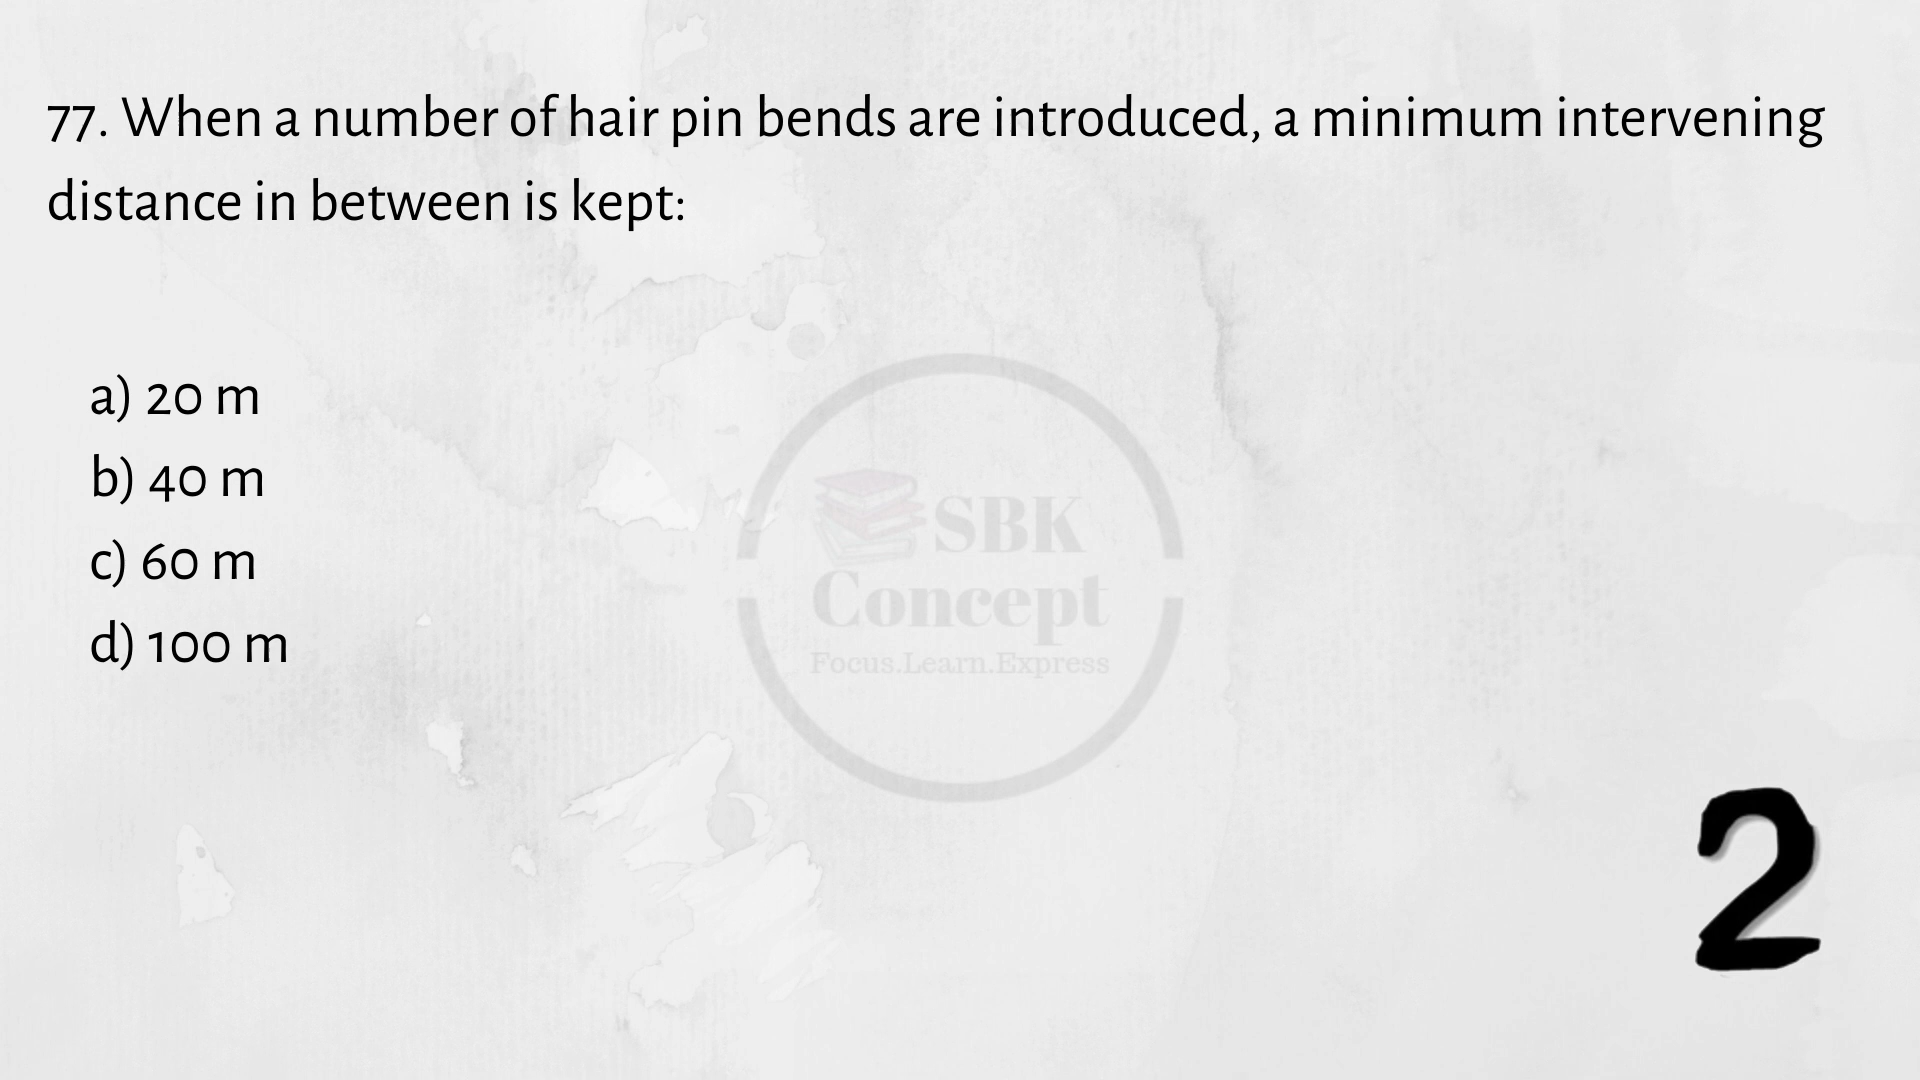 77. When a number of hair pin bends are introduced, a minimum intervening
distance in between is kept:
a) 20 m
b) 40 m
c) 60 m
d) 100 m
SBK
Concept
Focus.Learn.Express
2